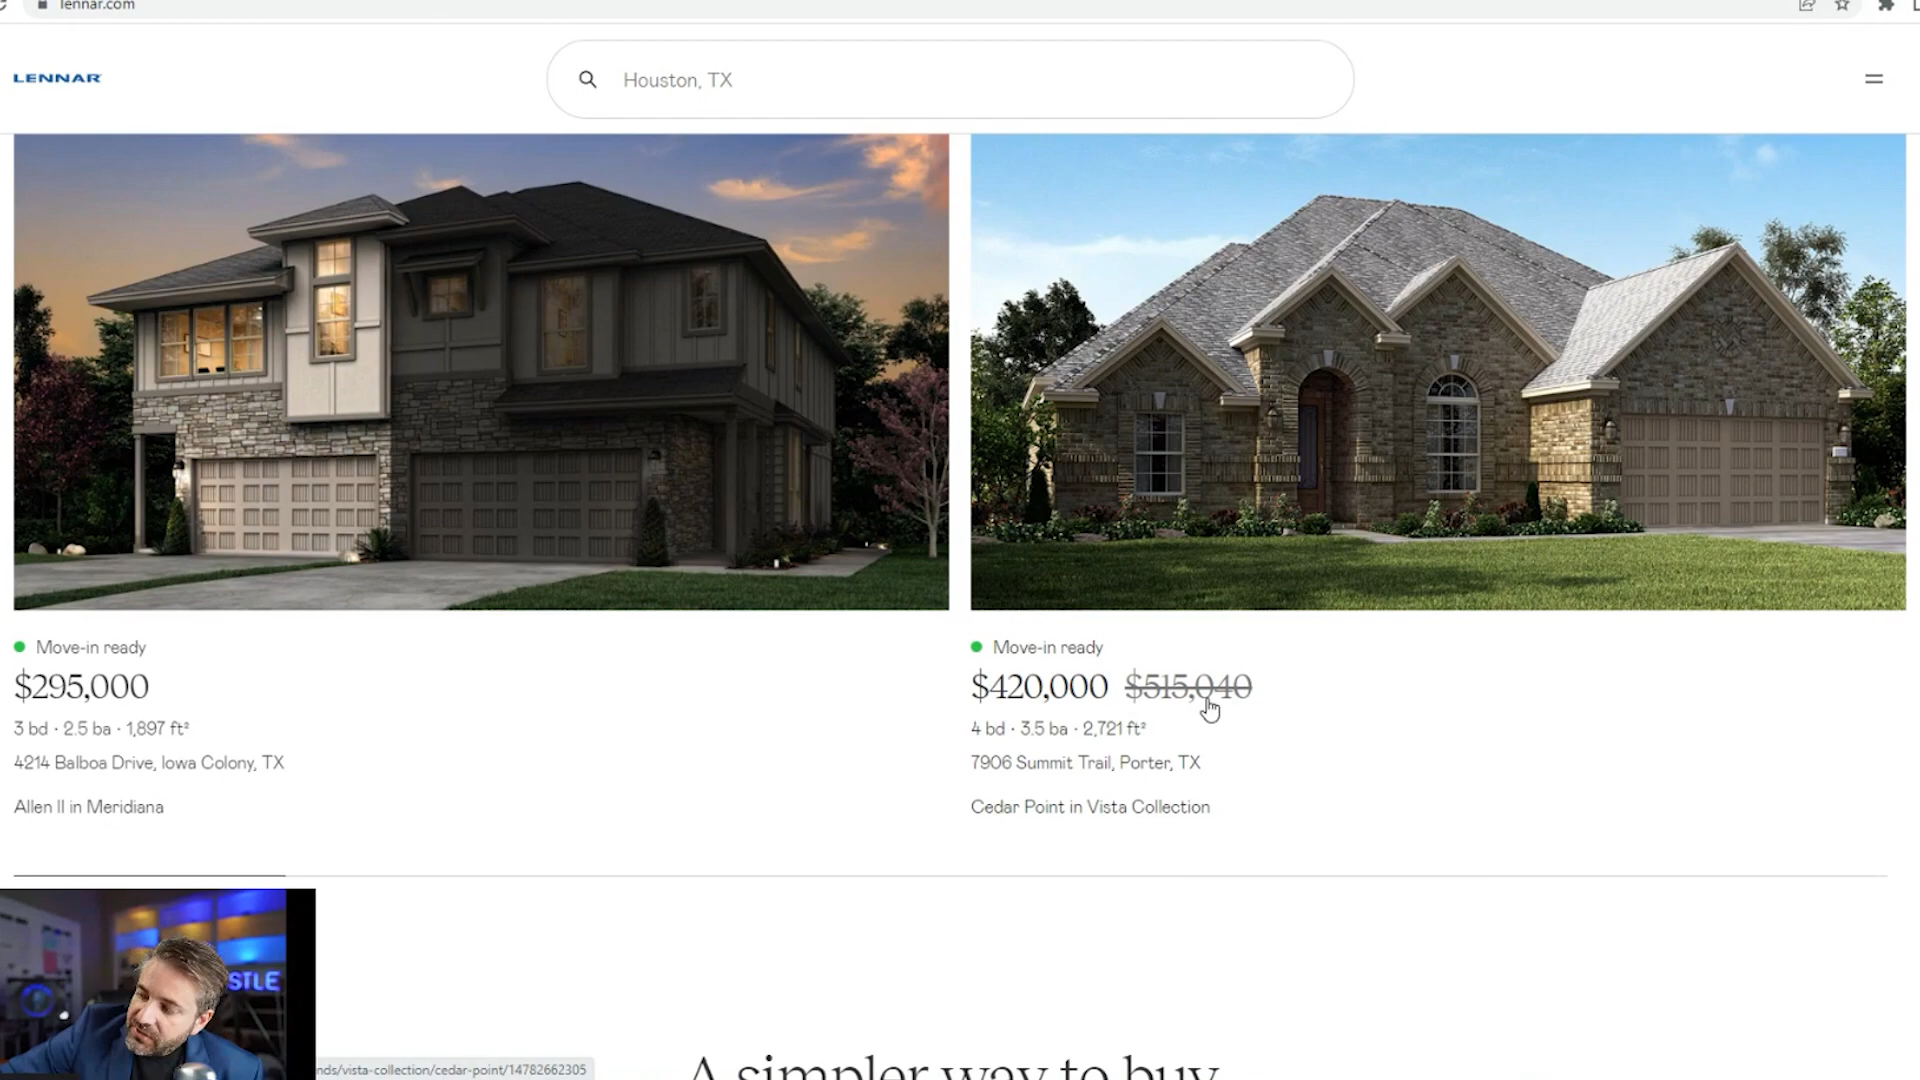 lennar.com
LENNAR
Houston, TX
Move-in ready
$295,000
3 bd · 2.5 ba · 1,897 ft²
4214 Balboa Drive, Iowa Colony, TX
Allen II in Meridiana
Move-in ready
$420,000 $515,040
4 bd · 3.5 ba · 2,721 ft²
7906 Summit Trail, Porter, TX
Cedar Point in Vista Collection
STLE
nds/vista-collection/cedar-point/14782662305
A simpler way to buy